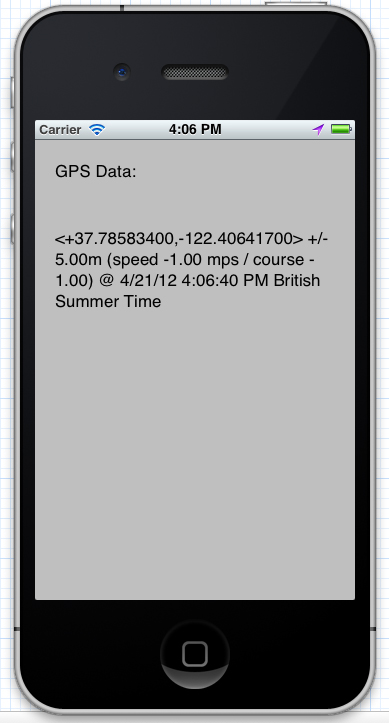 Carrier 4:06 PM
GPS Data:
<+37.78583400,-122.40641700> +/-
5.00m (speed -1.00 mps / course -
1.00) @ 4/21/12 4:06:40 PM British
Summer Time